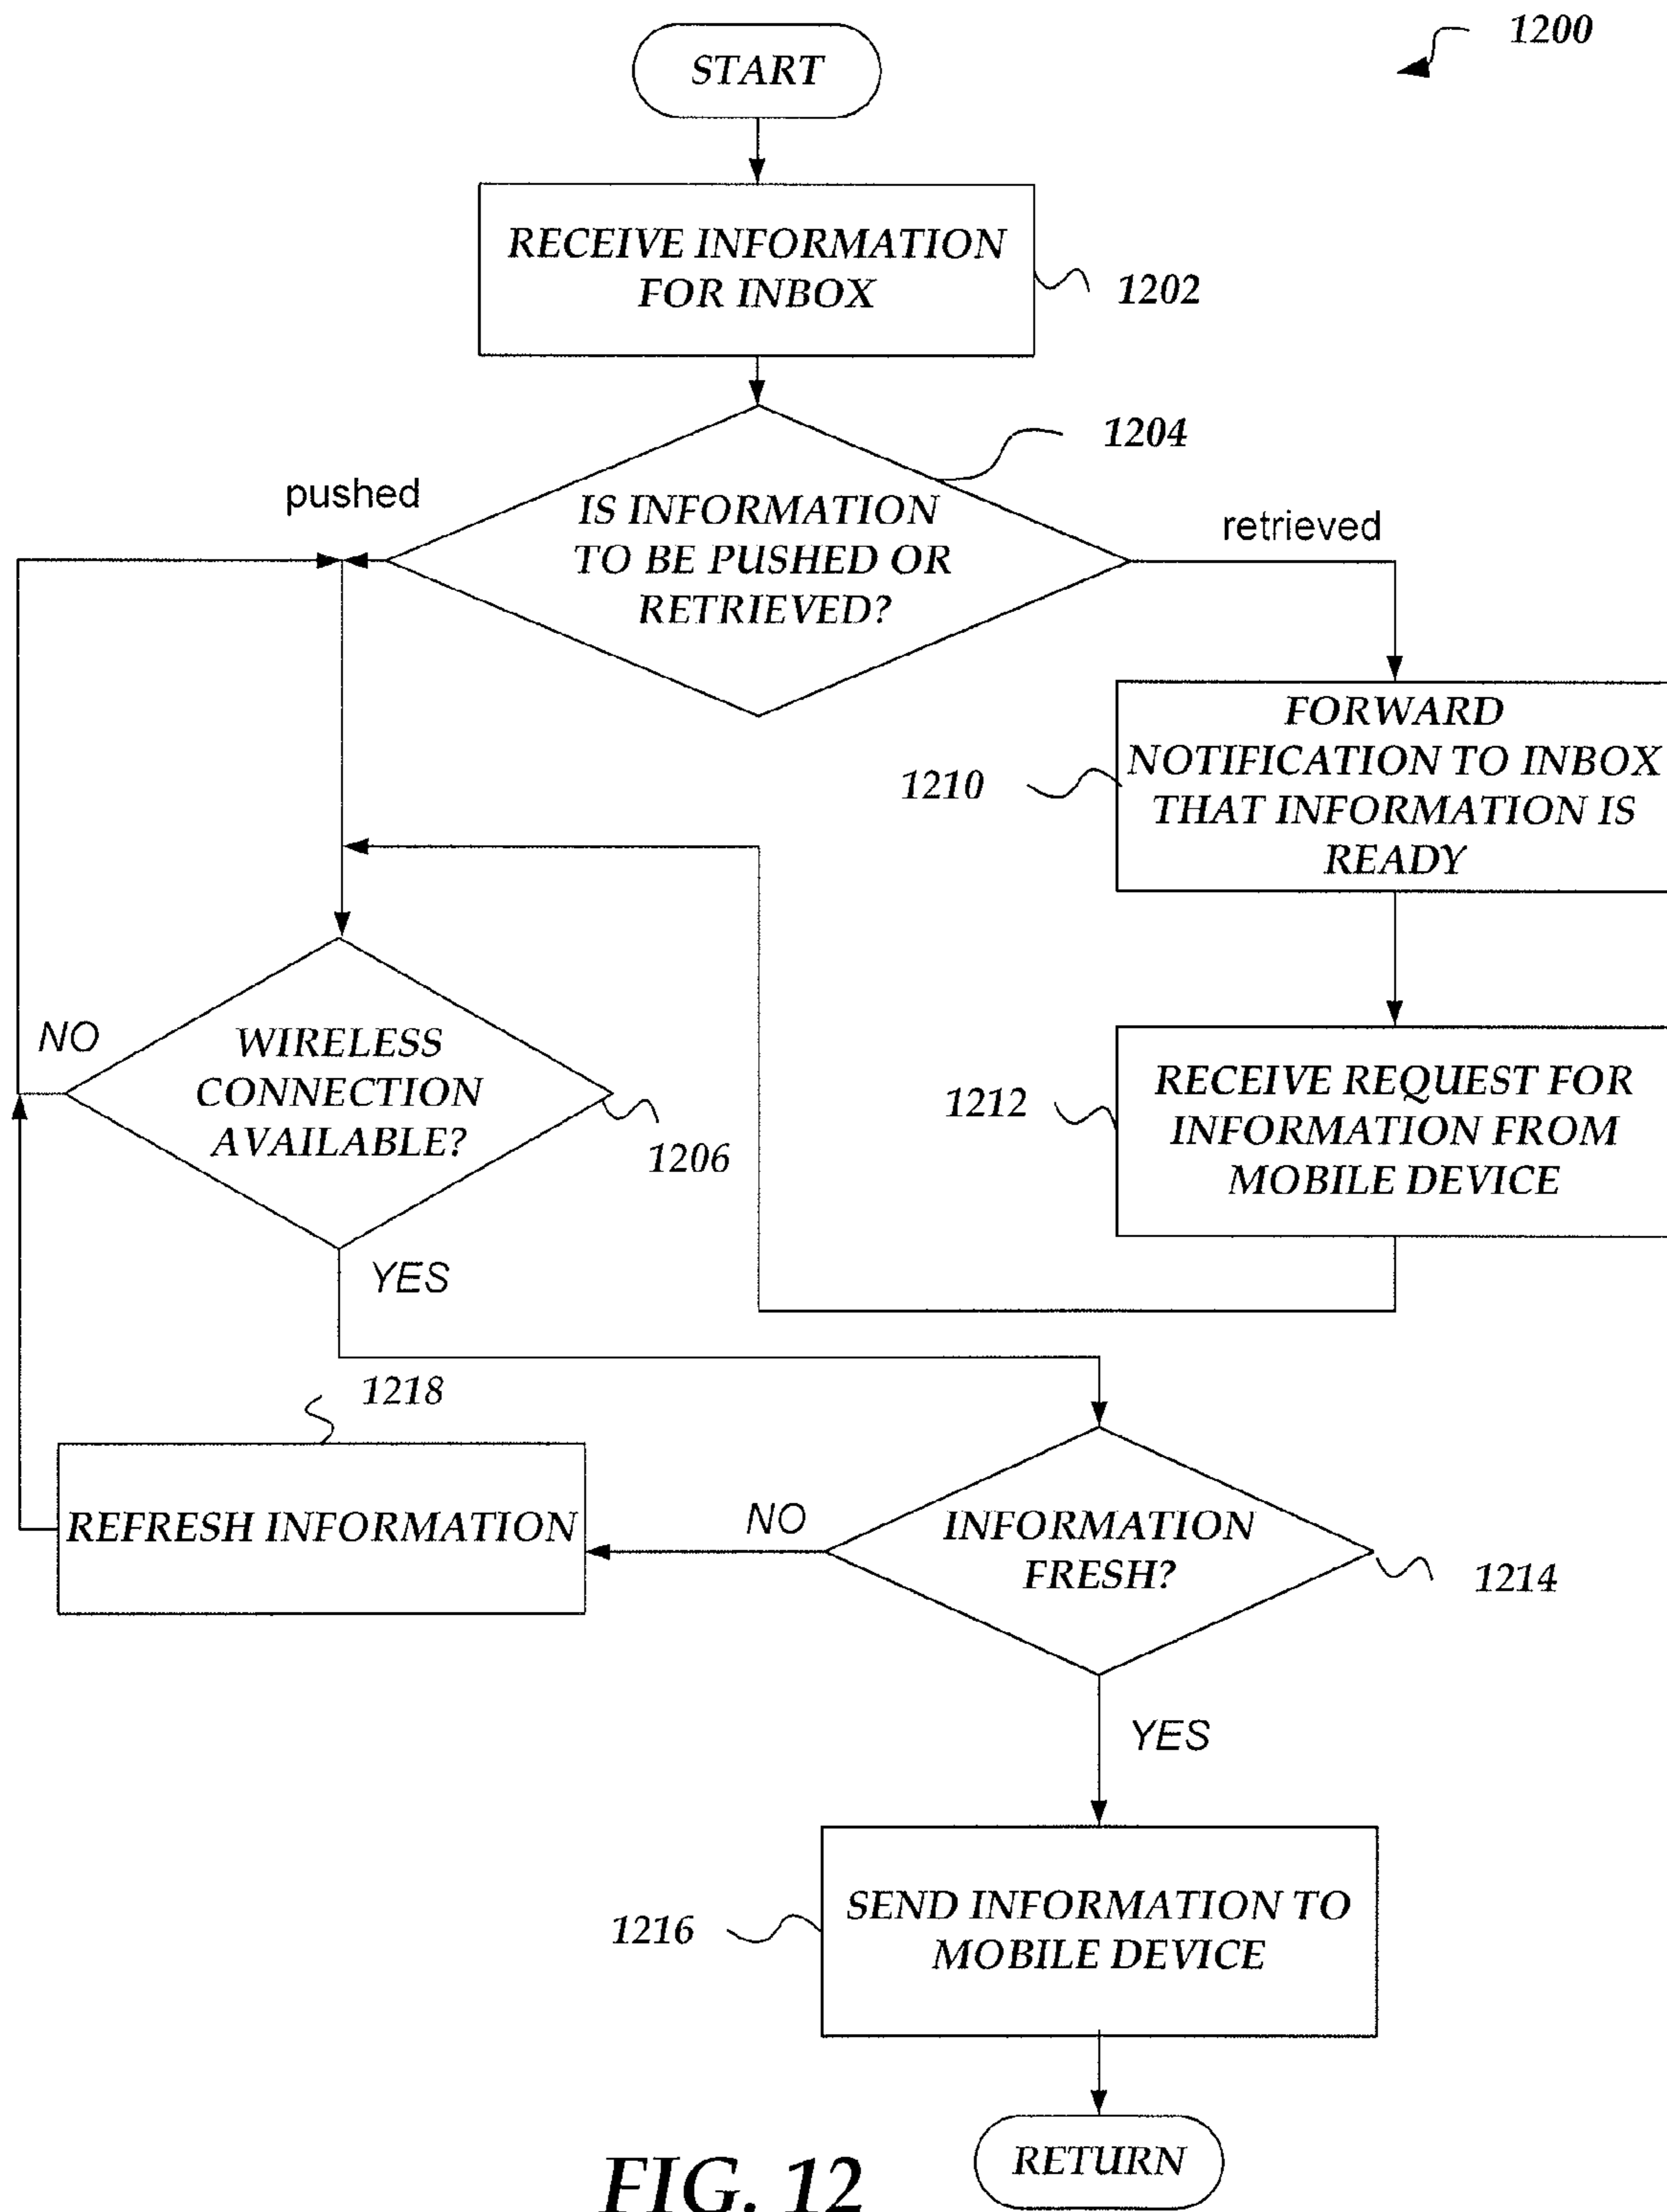 1200
START
RECEIVE INFORMATION
FOR INBOX
1202
1204
pushed
IS INFORMATION
TO BE PUSHED OR
RETRIEVED?
retrieved
FORWARD
NOTIFICATION TO INBOX
THAT INFORMATION IS
READY
1210
NO
WIRELESS
CONNECTION
AVAILABLE?
1206
RECEIVE REQUEST FOR
INFORMATION FROM
MOBILE DEVICE
1212
YES
1218
REFRESH INFORMATION
NO
INFORMATION
FRESH?
1214
YES
SEND INFORMATION TO
MOBILE DEVICE
1216
RETURN
FIG. 12